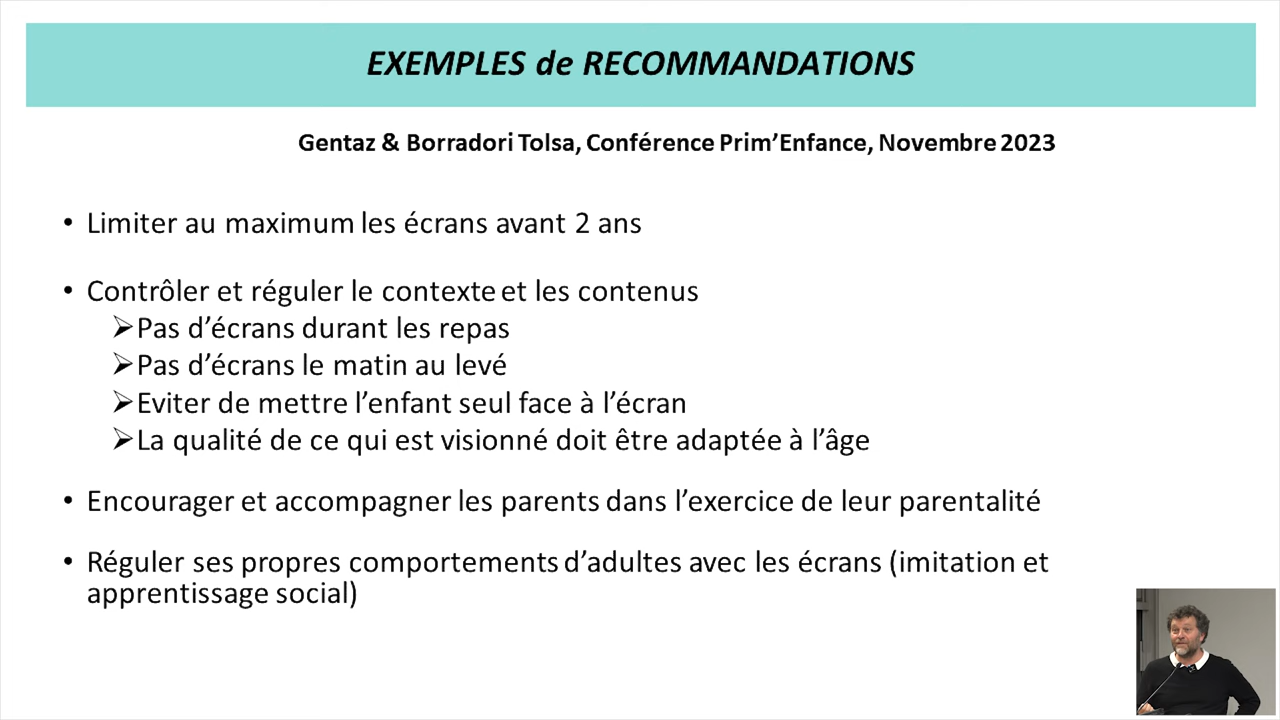 EXEMPLES de RECOMMANDATIONS
Gentaz & Borradori Tolsa, Conférence Prim’Enfance, Novembre 2023
• Limiter au maximum les écrans avant 2 ans
• Contrôler et réguler le contexte et les contenus
➢Pas d’écrans durant les repas
➢Pas d’écrans le matin au levé
➢Eviter de mettre l’enfant seul face à l’écran
➢La qualité de ce qui est visionné doit être adaptée à l’âge
• Encourager et accompagner les parents dans l’exercice de leur parentalité
• Réguler ses propres comportements d’adultes avec les écrans (imitation et
apprentissage social)